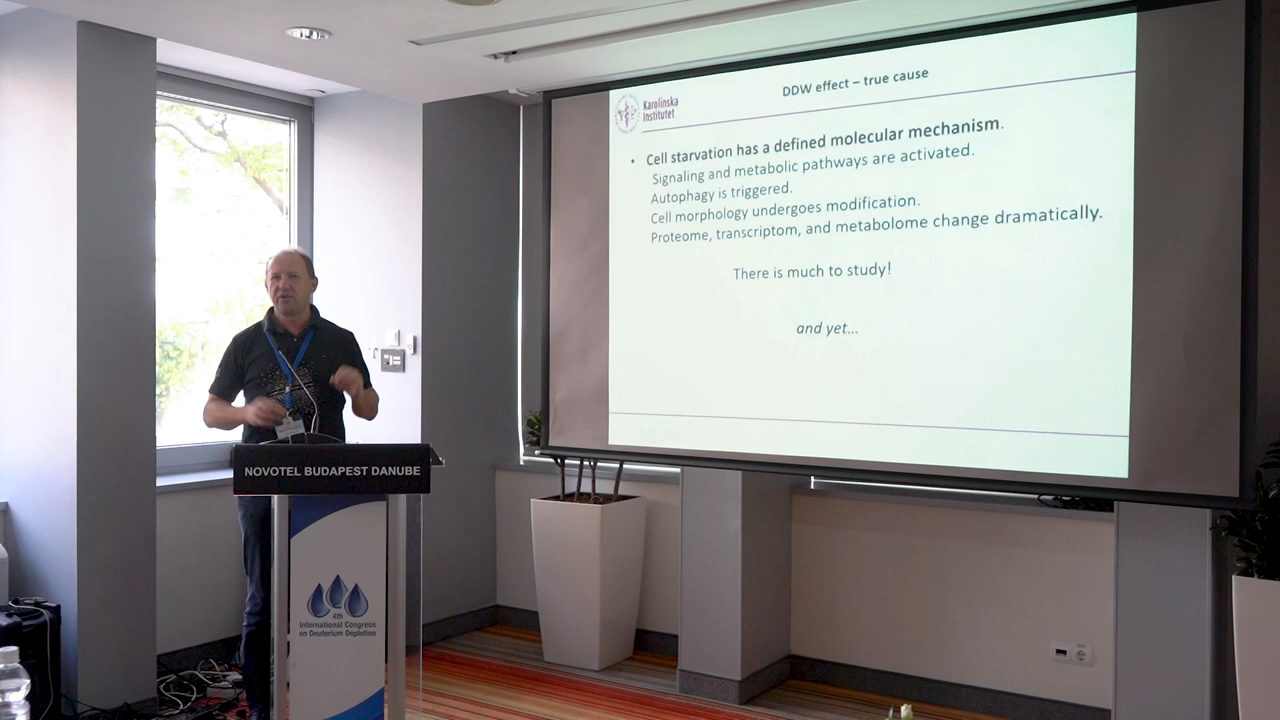 DDW effect – true cause
Karolinska
Institutet
• Cell starvation has a defined molecular mechanism.
Signaling and metabolic pathways are activated.
Autophagy is triggered.
Cell morphology undergoes modification.
Proteome, transcriptom, and metabolome change dramatically.
There is much to study!
and yet...
NOVOTEL BUDAPEST DANUBE
4th
International Congress
on Deuterium Depletion